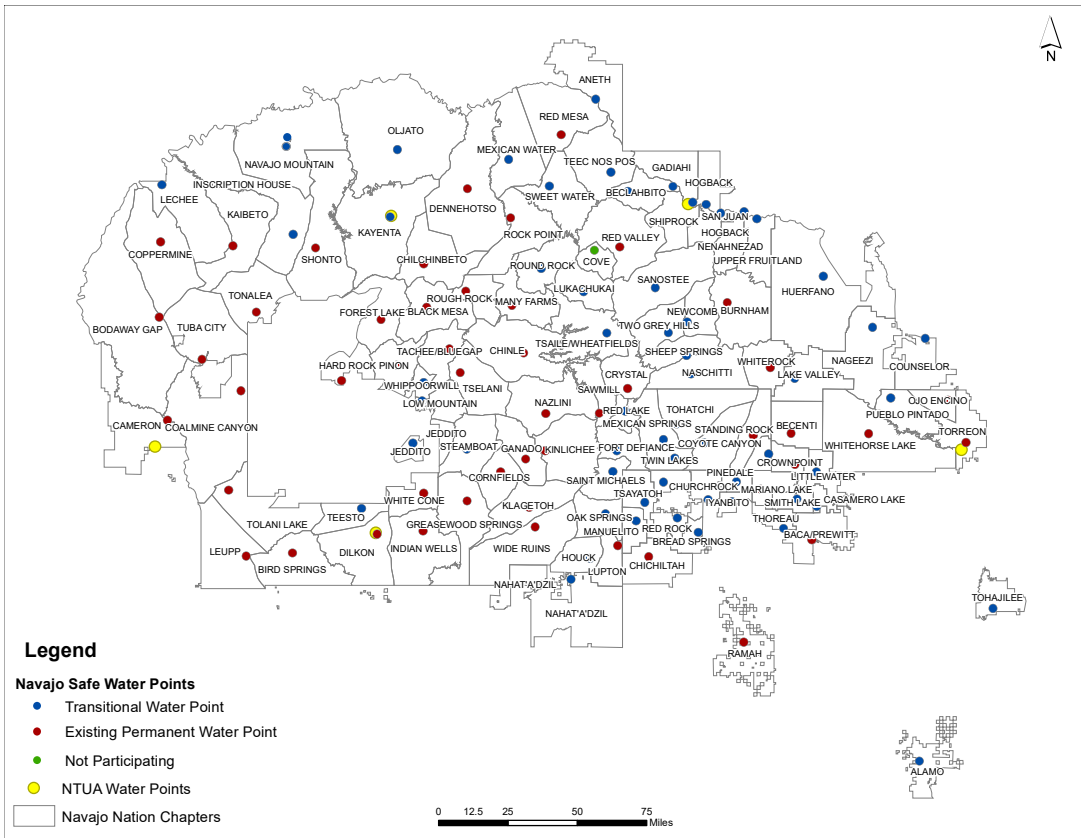 N
ANETH
RED MESA
OLJATO
MEXICAN WATER
TEEC NOS POS
GADIAHI
NAVAJO MOUNTAIN
HOGBACK
INSCRIPTION HOUSE
BECLAHBITO
LECHEE
SWEET WATER
DENNEHOTSO
KAIBETO
SHIPROCK
SAN JUAN
KAYENTA
ROCK POINT
HOGBACK
RED VALLEY
NENAHNEZAD
COPPERMINE
SHONTO
CHILCHINBETO
COVE
UPPER FRUITLAND
ROUND ROCK
SANOSTEE
LUKACHUKAI
HUERFANO
TONALEA
ROUGH ROCK
MANY FARMS
FOREST LAKE
BLACK MESA
NEWCOMB
BURNHAM
BODAWAY GAP
TUBA CITY
TWO GREY HILLS
TSAILE/WHEATFIELDS
TACHEE/BLUEGAP
CHINLE
SHEEP SPRINGS
HARD ROCK
PINON
WHITEROCK
NAGEEZI
CRYSTAL
NASCHITTI
LAKE VALLEY
COUNSELOR
WHIPPOORWILL
TSELANI
SAWMILL
LOW MOUNTAIN
NAZLINI
REDLAKE
TOHATCHI
OJO ENCINO
PUEBLO PINTADO
MEXICAN SPRINGS
CAMERON
COALMINE CANYON
STANDING ROCK
BECENTI
TORREON
JEDDITO
WHITEHORSE LAKE
STEAMBOAT
GANADO
KINLICHEE
FORT DEFIANCE
COYOTE CANYON
JEDDITO
TWIN LAKES
CROWNPOINT
CORNFIELDS
PINEDALE
LITTLEWATER
SAINT MICHAELS
CHURCHROCK
MARIANO LAKE
WHITE CONE
TSAYATOH
IYANBITO
SMITH LAKE
CASAMERO LAKE
KLAGETOH
TEESTO
OAK SPRINGS
THOREAU
TOLANI LAKE
GREASEWOOD SPRINGS
RED ROCK
MANUELITO
BACA/PREWITT
BREAD SPRINGS
LEUPP
DILKON
INDIAN WELLS
WIDE RUINS
HOUCK
CHICHILTAH
BIRD SPRINGS
LUPTON
NAHAT'A'DZIL
TOHAJILEE
NAHAT'A'DZIL
RAMAH
ALAMO
Legend
Navajo Safe Water Points
Transitional Water Point
Existing Permanent Water Point
Not Participating
NTUA Water Points
Navajo Nation Chapters
0 12.5 25 50 75
Miles